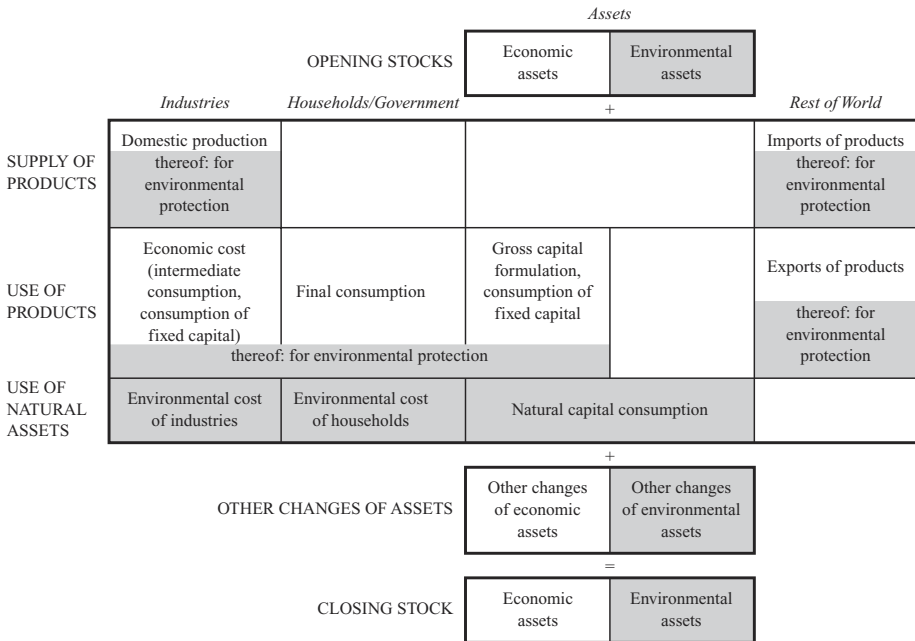 Assets
OPENING STOCKS
Economic
assets
Environmental
assets
Industries
Households/Government
+
Rest of World
SUPPLY OF
PRODUCTS
Domestic production
thereof: for
environmental
protection
Imports of products
thereof: for
environmental
protection
USE OF
PRODUCTS
Economic cost
(intermediate
consumption,
consumption of
fixed capital)
Final consumption
Gross capital
formulation,
consumption of
fixed capital
Exports of products
thereof: for
environmental
protection
thereof: for environmental protection
USE OF
NATURAL
ASSETS
Environmental cost
of industries
Environmental cost
of households
Natural capital consumption
+
OTHER CHANGES OF ASSETS
Other changes
of economic
assets
Other changes
of environmental
assets
=
CLOSING STOCK
Economic
assets
Environmental
assets